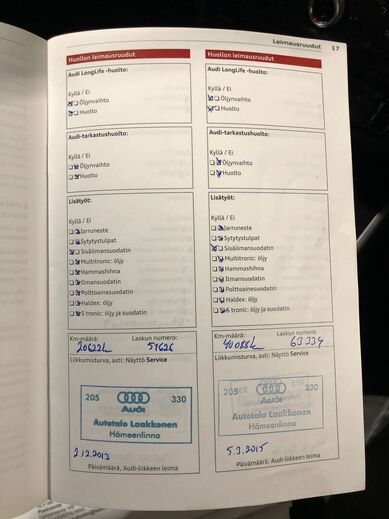 Leimausruudut 17
Huollon leimausruudut
Audi LongLife -huolto:
Kyllä / Ei
Öljynvaihto
Huolto
Audi-tarkastushuolto:
Kyllä / Ei
Öljynvaihto
Huolto
Lisätyöt:
Kyllä / Ei
Jarruneste
Sytytystulpat
Sisäilmansuodatin
Multitronic: öljy
Hammashihna
Ilmansuodatin
Polttoainesuodatin
Haldex: öljy
S tronic: öljy ja suodatin
Km-määrä: Laskun numero:
20622 54626
Liikkumisturva, asti: Näyttö Service
205 330
Audi
Autotalo Laakkonen
Hämeenlinna
2.12.2013
Päivämäärä, Audi-liikkeen leima
Huollon leimausruudut
Audi LongLife -huolto:
Kyllä / Ei
Öljynvaihto
Huolto
Audi-tarkastushuolto:
Kyllä / Ei
Öljynvaihto
Huolto
Lisätyöt:
Kyllä / Ei
Jarruneste
Sytytystulpat
Sisäilmansuodatin
Multitronic: öljy
Hammashihna
Ilmansuodatin
Polttoainesuodatin
Haldex: öljy
S tronic: öljy ja suodatin
Km-määrä: Laskun numero:
40088 63334
Liikkumisturva, asti: Näyttö Service
205 330
Audi
Autotalo Laakkonen
Hämeenlinna
5.3.2015
Päivämäärä, Audi-liikkeen leima